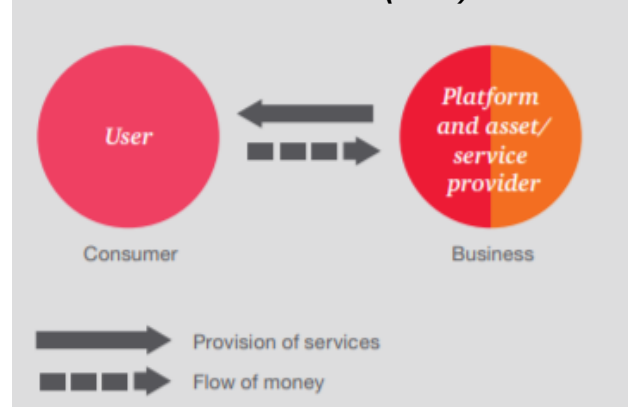 User
Platform
and asset/
service
provider
Consumer
Business
Provision of services
Flow of money